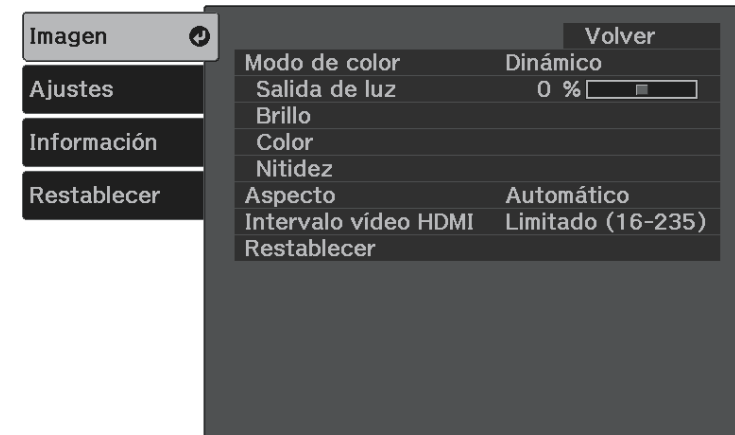 Imagen
Ajustes
Información
Restablecer
Volver
Modo de color Dinámico
Salida de luz 0 %
Brillo
Color
Nitidez
Aspecto Automático
Intervalo vídeo HDMI Limitado (16-235)
Restablecer